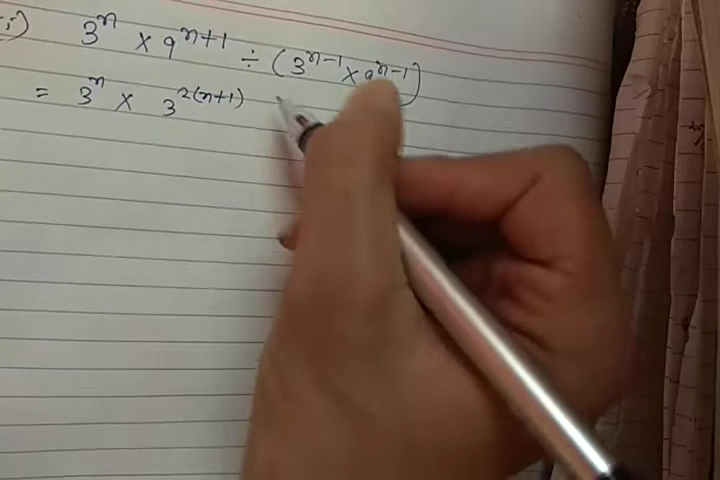 3ⁿ × 9ⁿ⁺¹ ÷ (3ⁿ⁻¹ × 9ⁿ⁻¹)
= 3ⁿ × 3²⁽ⁿ⁺¹⁾